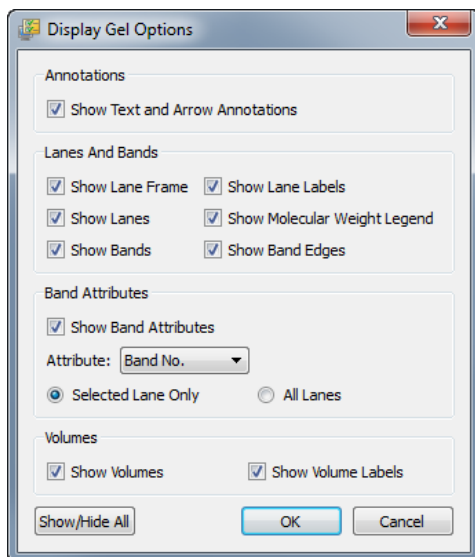 Display Gel Options
Annotations
Show Text and Arrow Annotations
Lanes And Bands
Show Lane Frame Show Lane Labels
Show Lanes Show Molecular Weight Legend
Show Bands Show Band Edges
Band Attributes
Show Band Attributes
Attribute: Band No.
Selected Lane Only All Lanes
Volumes
Show Volumes Show Volume Labels
Show/Hide All OK Cancel